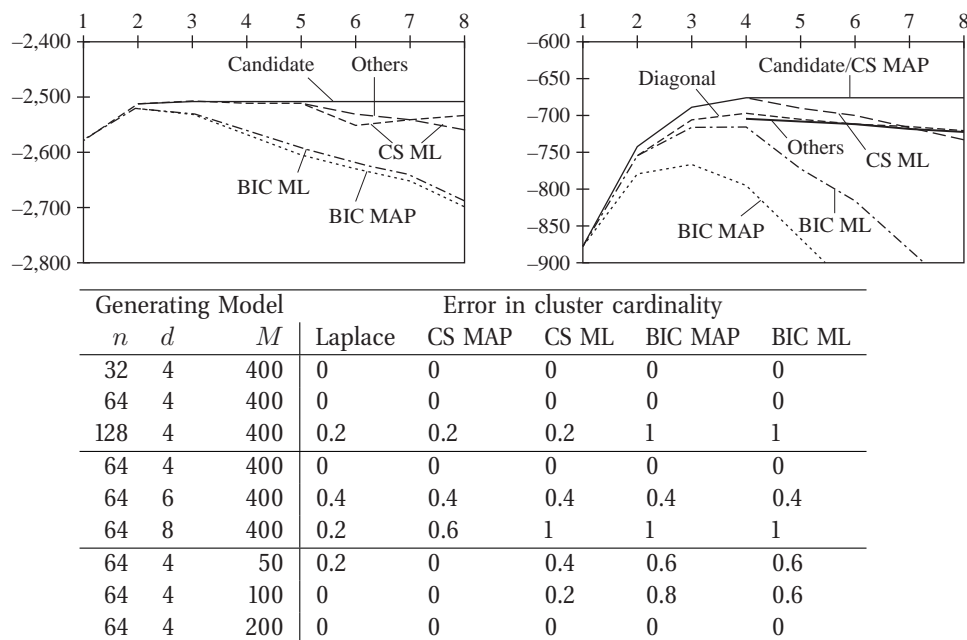 1 2 3 4 5 6 7 8
−2,400
−2,500
−2,600
−2,700
−2,800
Candidate
Others
CS ML
BIC ML
BIC MAP
1 2 3 4 5 6 7 8
−600
−650
−700
−750
−800
−850
−900
Candidate/CS MAP
Diagonal
Others
CS ML
BIC MAP
BIC ML
Generating Model Error in cluster cardinality
n d M Laplace CS MAP CS ML BIC MAP BIC ML
32 4 400 0 0 0 0 0
64 4 400 0 0 0 0 0
128 4 400 0.2 0.2 0.2 1 1
64 4 400 0 0 0 0 0
64 6 400 0.4 0.4 0.4 0.4 0.4
64 8 400 0.2 0.6 1 1 1
64 4 50 0.2 0 0.4 0.6 0.6
64 4 100 0 0 0.2 0.8 0.6
64 4 200 0 0 0 0 0